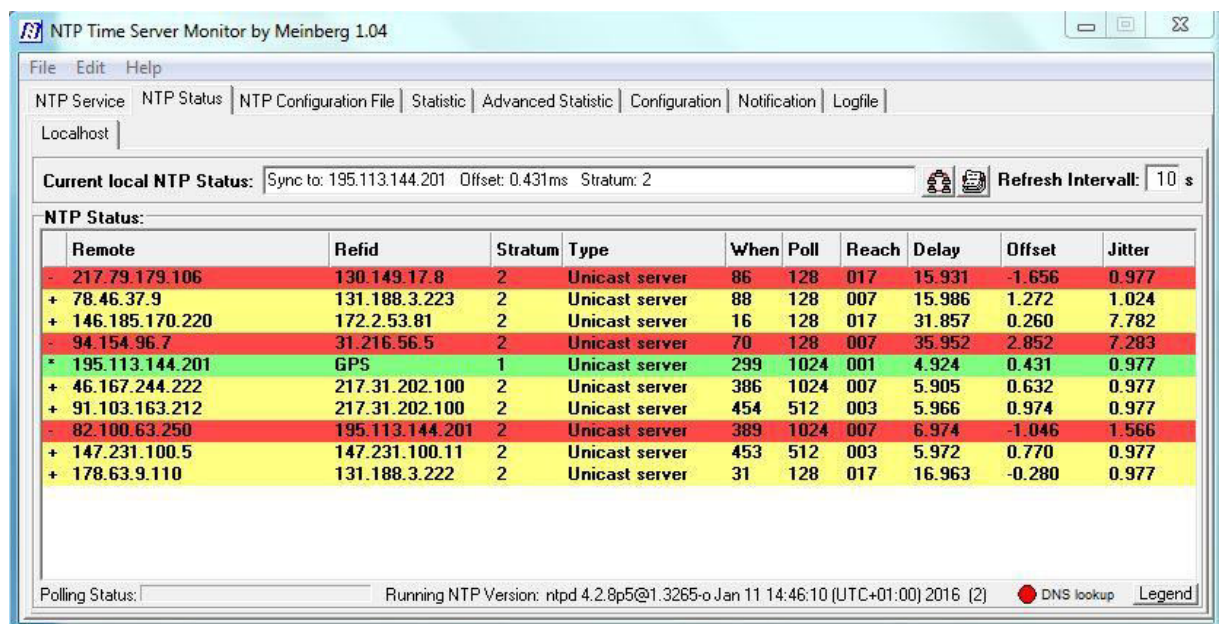 NTP Time Server Monitor by Meinberg 1.04
File Edit Help
NTP Service NTP Status NTP Configuration File Statistic Advanced Statistic Configuration Notification Logfile
Localhost
Current local NTP Status: Sync to: 195.113.144.201 Offset: 0.431ms Stratum: 2 Refresh Intervall: 10 s
NTP Status:
Remote Refid Stratum Type When Poll Reach Delay Offset Jitter
- 217.79.179.106 130.149.17.8 2 Unicast server 86 128 017 15.931 -1.656 0.977
+ 78.46.37.9 131.188.3.223 2 Unicast server 88 128 007 15.986 1.272 1.024
+ 146.185.170.220 172.2.53.81 2 Unicast server 16 128 017 31.857 0.260 7.782
- 94.154.96.7 31.216.56.5 2 Unicast server 70 128 007 35.952 2.852 7.283
* 195.113.144.201 GPS 1 Unicast server 299 1024 001 4.924 0.431 0.977
+ 46.167.244.222 217.31.202.100 2 Unicast server 386 1024 007 5.905 0.632 0.977
+ 91.103.163.212 217.31.202.100 2 Unicast server 454 512 003 5.966 0.974 0.977
- 82.100.63.250 195.113.144.201 2 Unicast server 389 1024 007 6.974 -1.046 1.566
+ 147.231.100.5 147.231.100.11 2 Unicast server 453 512 003 5.972 0.770 0.977
+ 178.63.9.110 131.188.3.222 2 Unicast server 31 128 017 16.963 -0.280 0.977
Polling Status: Running NTP Version: ntpd 4.2.8p5@1.3265-o Jan 11 14:46:10 (UTC+01:00) 2016 (2) DNS lookup Legend